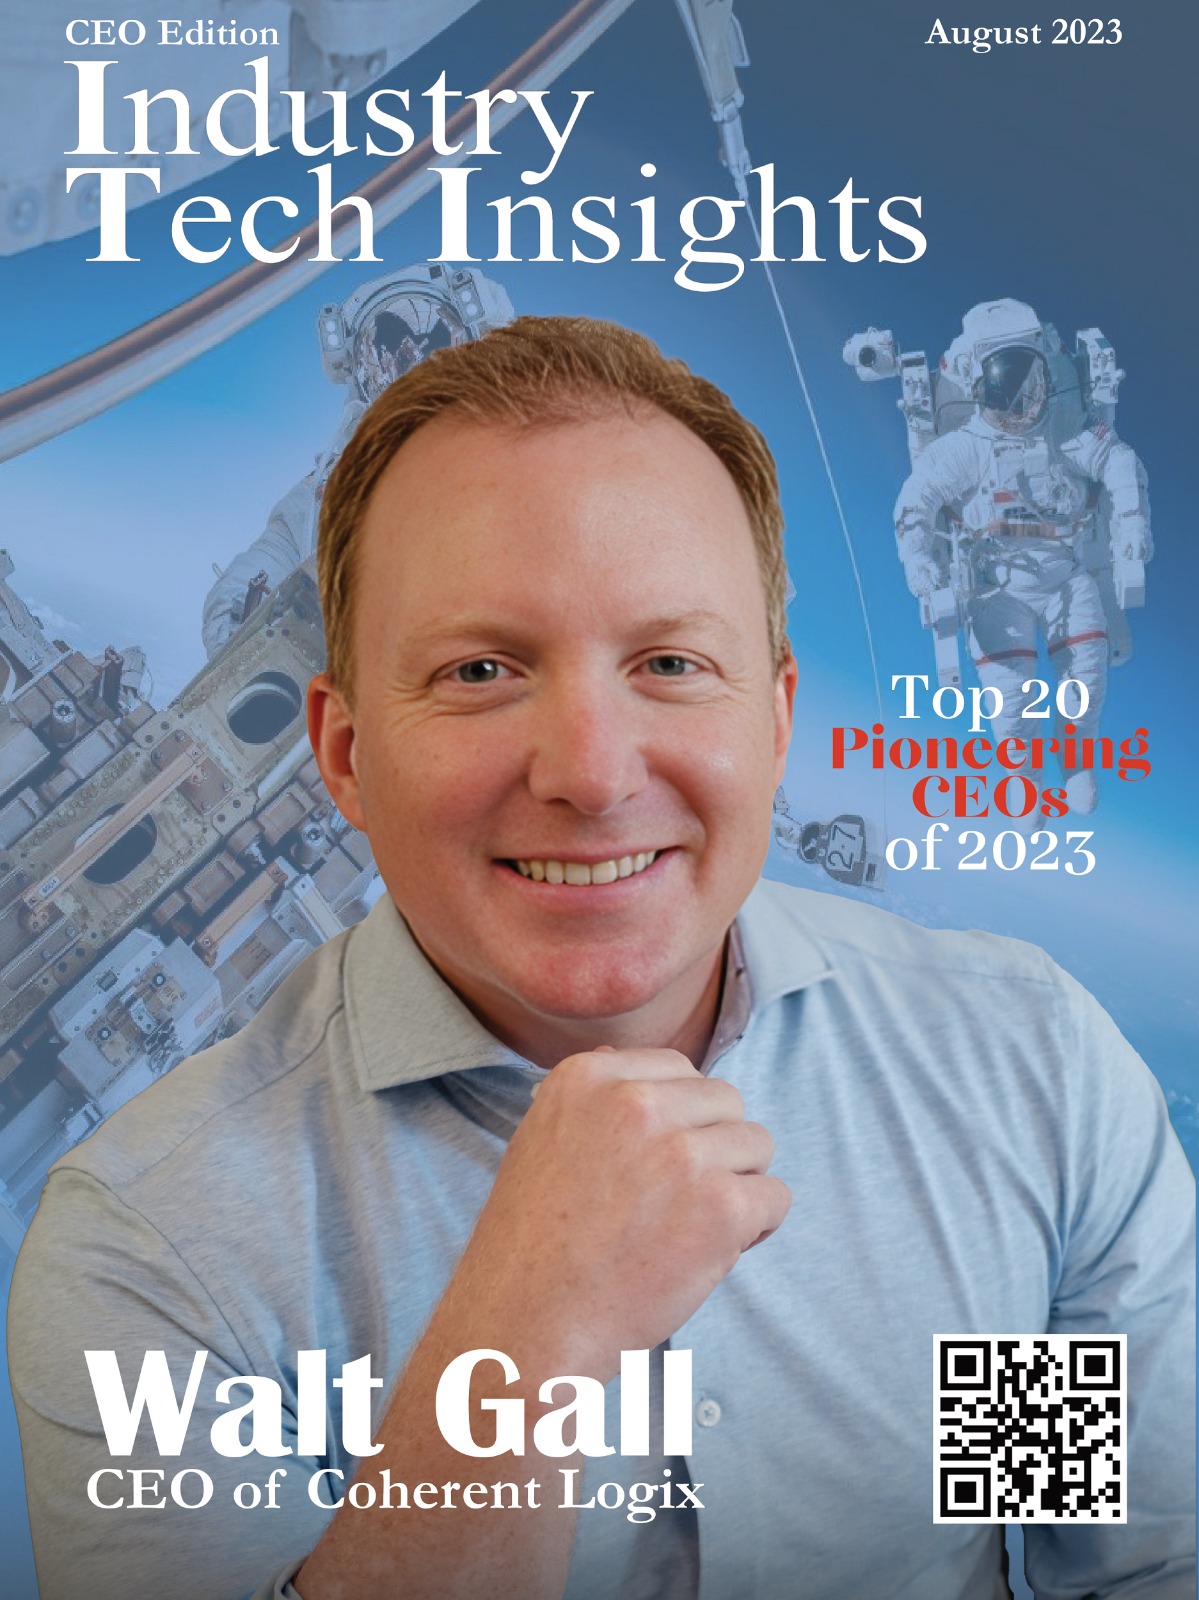 CEO Edition
August 2023
Industry
Tech Insights
Top 20
Pioneering
CEOs
of 2023
27
Walt Gall
CEO of Coherent Logix